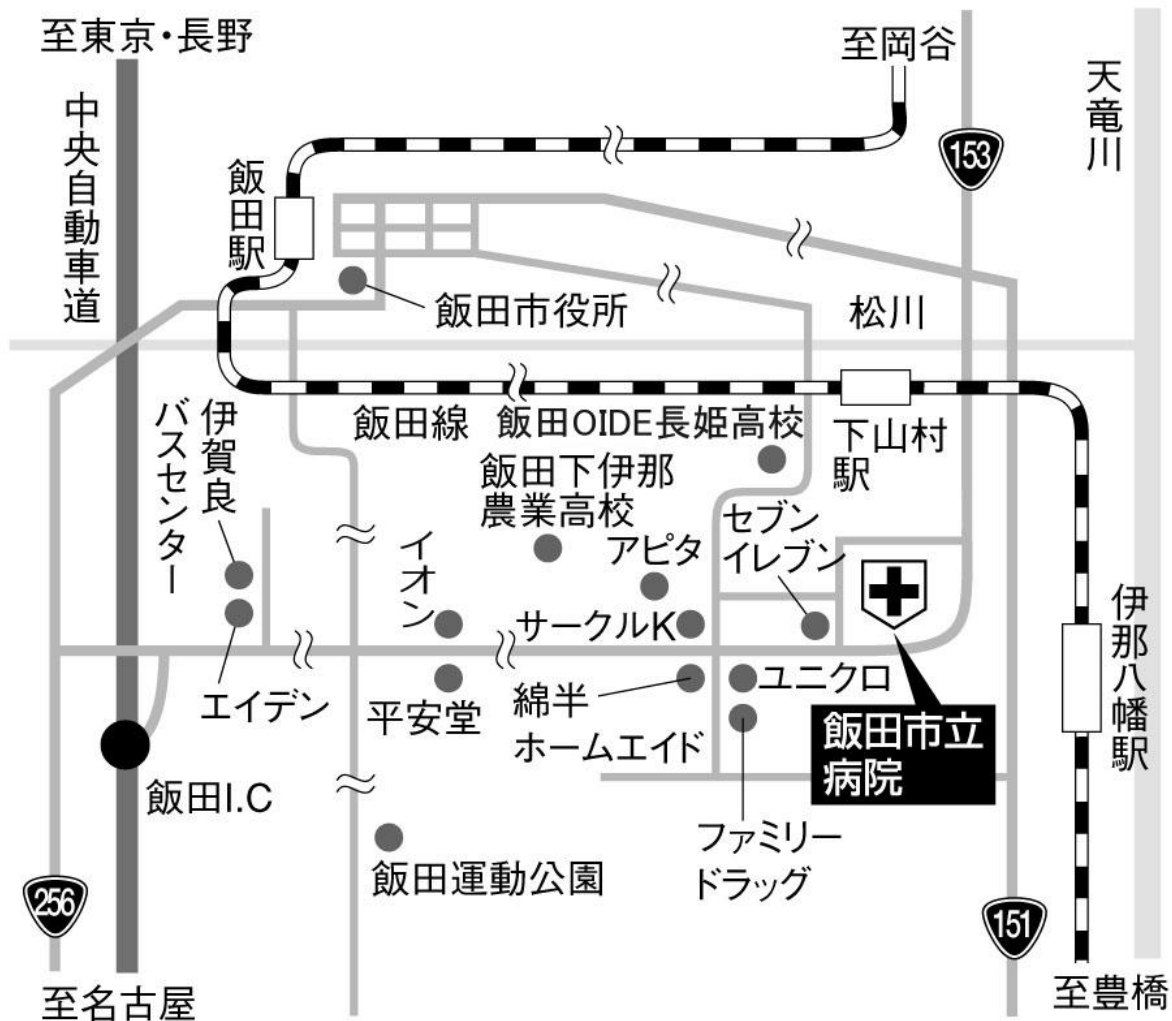 至東京・長野
至岡谷
中央自動車道
天竜川
153
飯田駅
飯田市役所
松川
伊賀良
バスセンター
飯田線
飯田OIDE長姫高校
下山村
駅
飯田下伊那
農業高校
セブン
イレブン
アピタ
イオン
サークルK
エイデン
平安堂
綿半
ホームエイド
ユニクロ
伊那八幡駅
飯田市立
病院
飯田I.C
ファミリー
ドラッグ
飯田運動公園
256
151
至名古屋
至豊橋